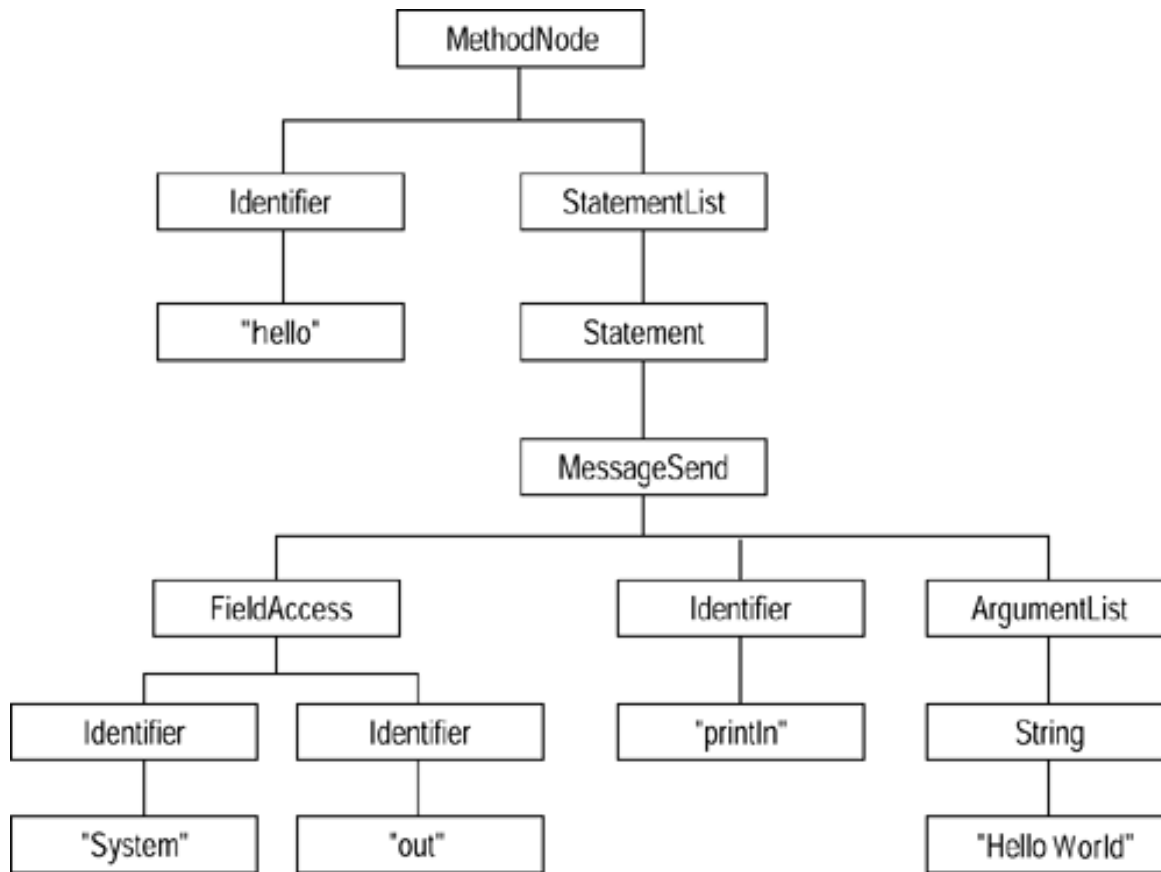 MethodNode
Identifier StatementList
"hello" Statement
MessageSend
FieldAccess Identifier ArgumentList
Identifier Identifier "println" String
"System" "out" "Hello World"